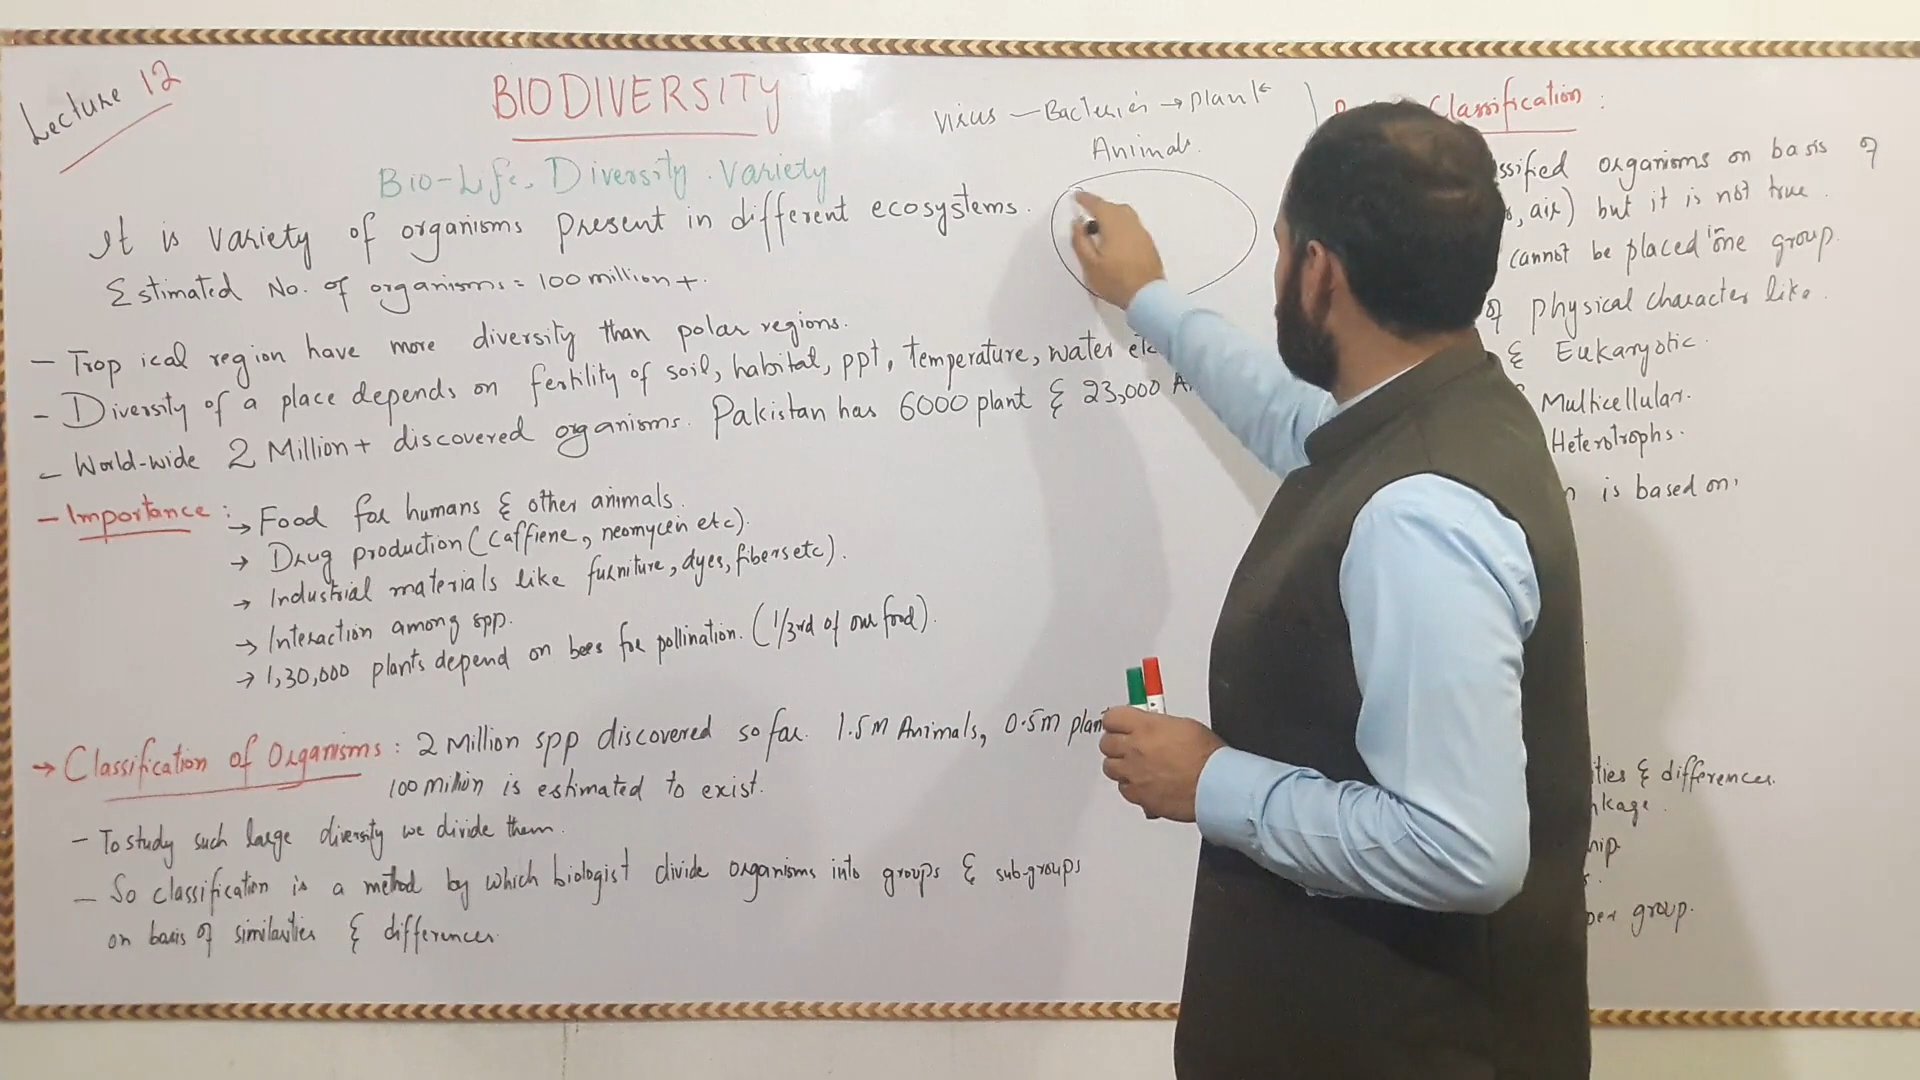 Lecture 12
BIODIVERSITY
Bio-Life. Diversity. Variety
It is variety of organisms present in different ecosystems.
Estimated No. of organisms = 100 million +.
- Tropical region have more diversity than polar regions.
- Diversity of a place depends on fertility of soil, habitat, ppt, temperature, water etc
- World-wide 2 Million+ discovered organisms. Pakistan has 6000 plant & 23,000 A
- Importance :
→ Food for humans & other animals.
→ Drug production (caffiene, neomycin etc).
→ Industrial materials like furniture, dyes, fibers etc).
→ Interaction among spp.
→ 1,30,000 plants depend on bees for pollination. (1/3rd of our food).
→ Classification of Organisms : 2 Million spp discovered so far. 1.5M Animals, 0.5M plant
100 million is estimated to exist.
- To study such large diversity we divide them.
- So classification is a method by which biologist divide organisms into groups & sub-groups
on basis of similarities & differences.
Virus — Bacteria → plant
Animals.
Classification :
ssified organisms on basis of
, air) but it is not true.
cannot be placed in one group.
of physical character like.
& Eukaryotic.
Multicellular.
Heterotrophs.
is based on,
ties & differences.
nkage.
hip.
per group.